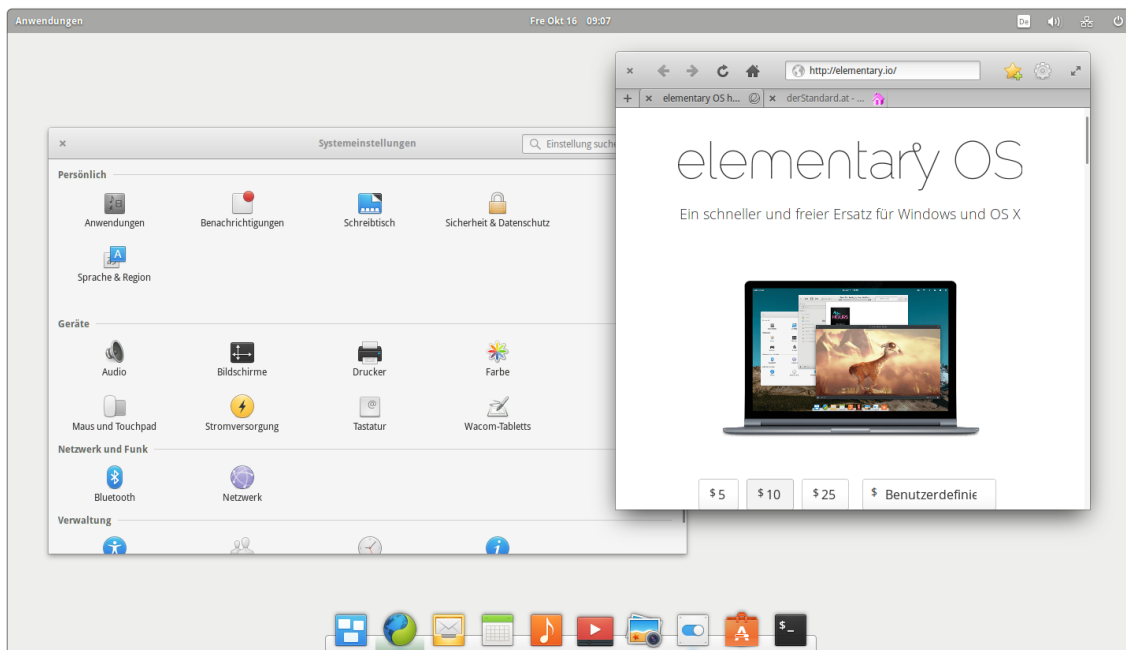 Anwendungen
Fre Okt 16 09:07
De
http://elementary.io/
elementary OS h...
derStandard.at - ...
elementary OS
Ein schneller und freier Ersatz für Windows und OS X
$ 5
$ 10
$ 25
$ Benutzerdefinie
Systemeinstellungen
Einstellung suche
Persönlich
Anwendungen
Benachrichtigungen
Schreibtisch
Sicherheit & Datenschutz
Sprache & Region
Geräte
Audio
Bildschirme
Drucker
Farbe
Maus und Touchpad
Stromversorgung
Tastatur
Wacom-Tabletts
Netzwerk und Funk
Bluetooth
Netzwerk
Verwaltung